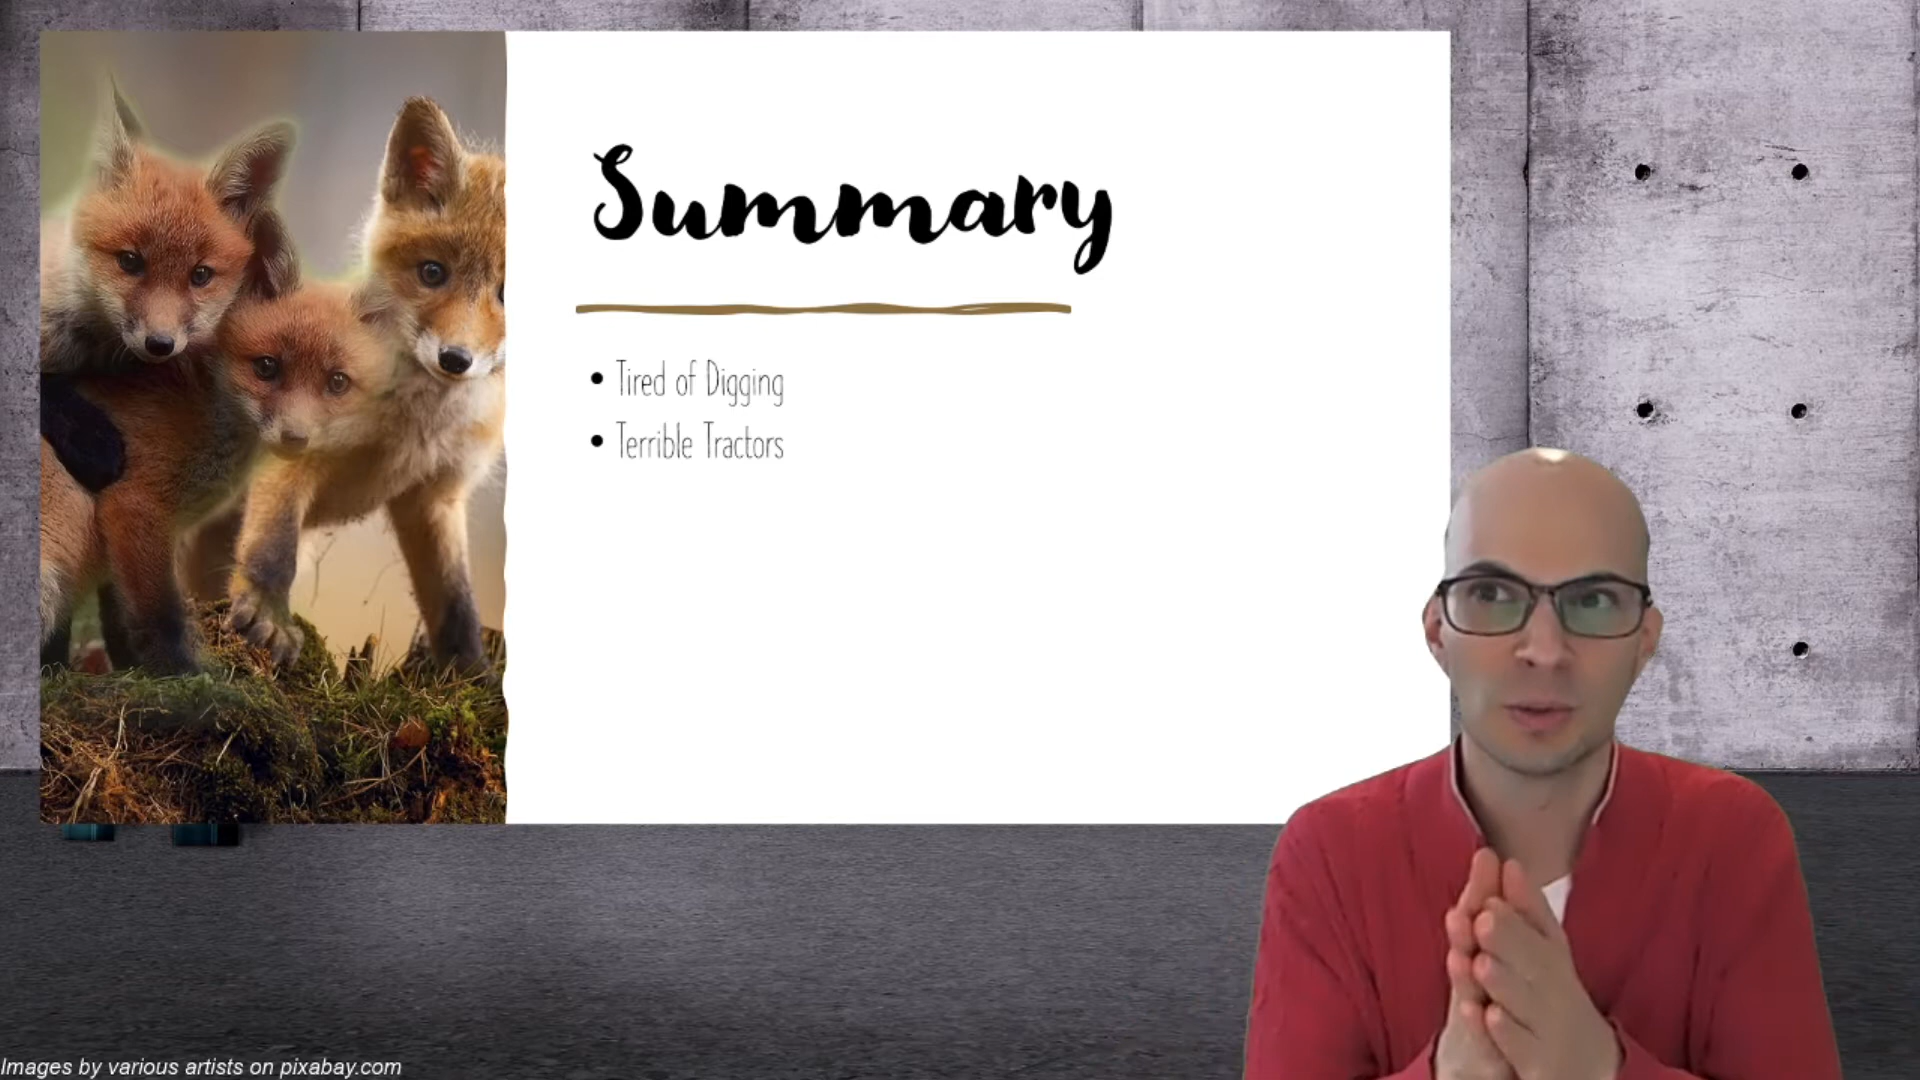 Summary
• Tired of Digging
• Terrible Tractors
Images by various artists on pixabay.com